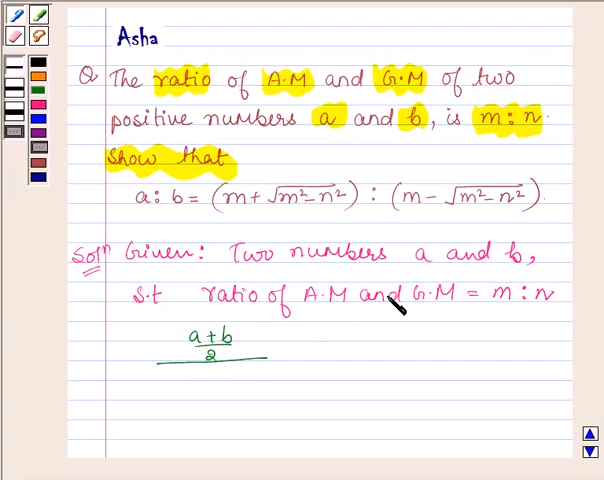 Asha
Q The ratio of A.M and G.M of two
positive numbers a and b, is m : n.
Show that
a : b = (m + √m²-n²) : (m - √m²-n²).
Solⁿ Given: Two numbers a and b,
s.t ratio of A.M and G.M = m : n
a+b
2